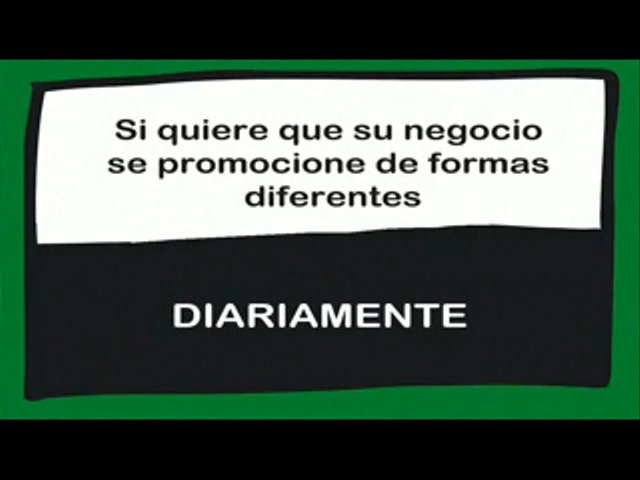 Si quiere que su negocio
se promocione de formas
diferentes
DIARIAMENTE